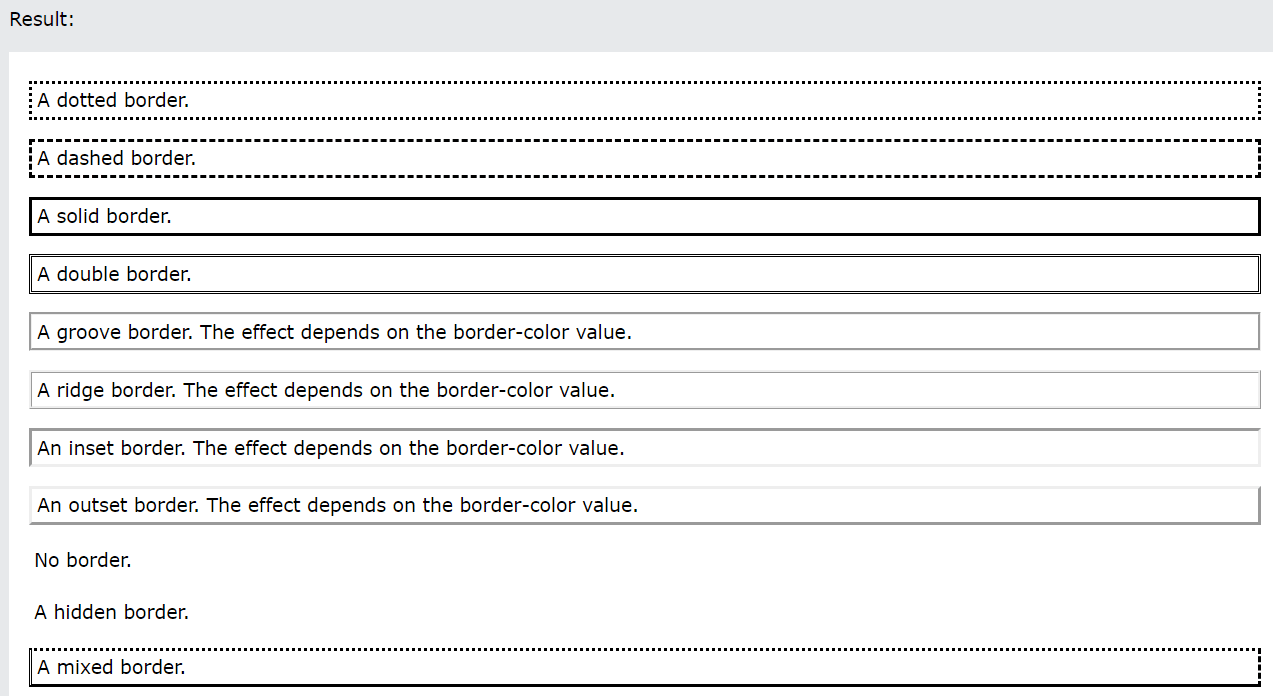 Result:
A dotted border.
A dashed border.
A solid border.
A double border.
A groove border. The effect depends on the border-color value.
A ridge border. The effect depends on the border-color value.
An inset border. The effect depends on the border-color value.
An outset border. The effect depends on the border-color value.
No border.
A hidden border.
A mixed border.